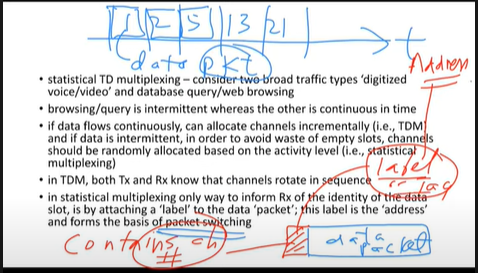 1 2 5 13 21
t
data Pkt
Address
• statistical TD multiplexing – consider two broad traffic types 'digitized
voice/video' and database query/web browsing
• browsing/query is intermittent whereas the other is continuous in time
• if data flows continuously, can allocate channels incrementally (i.e., TDM)
and if data is intermittent, in order to avoid waste of empty slots, channels
should be randomly allocated based on the activity level (i.e., statistical
multiplexing)
label
• in TDM, both Tx and Rx know that channels rotate in sequence
• in statistical multiplexing only way to inform Rx of the identity of the data
slot, is by attaching a 'label' to the data 'packet'; this label is the 'address'
and forms the basis of packet switching
Contains ch
#
data
packet